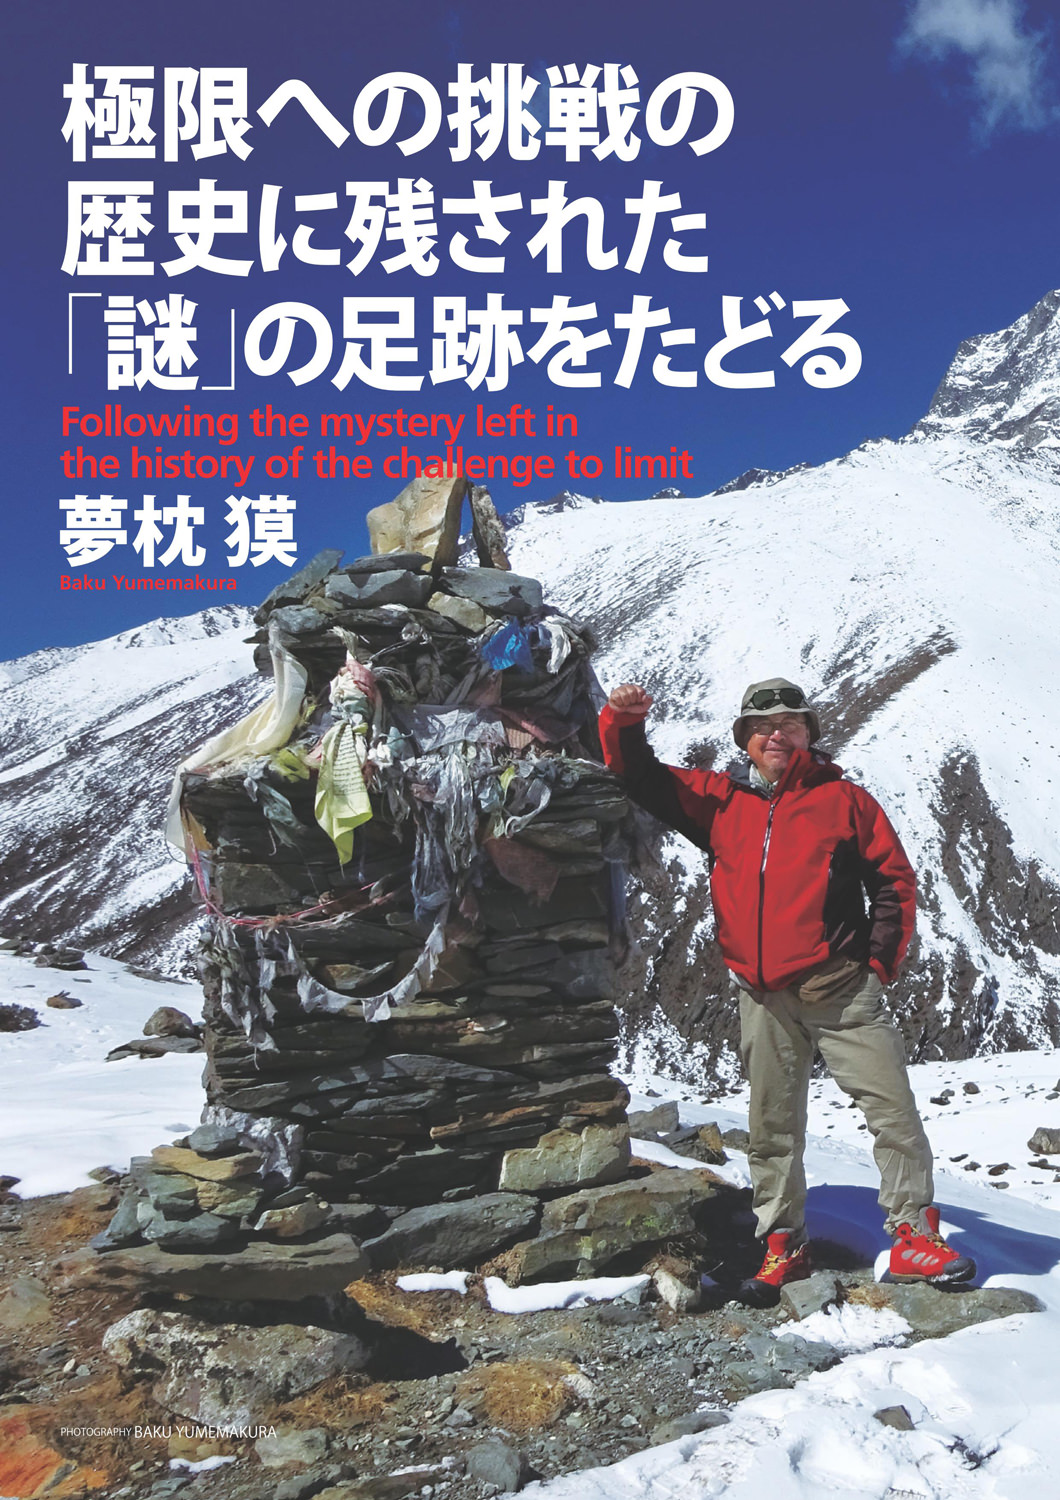 極限への挑戦の
歴史に残された
「謎」の足跡をたどる
Following the mystery left in
the history of the challenge to limit
夢枕 獏
Baku Yumemakura
PHOTOGRAPHY BAKU YUMEMAKURA